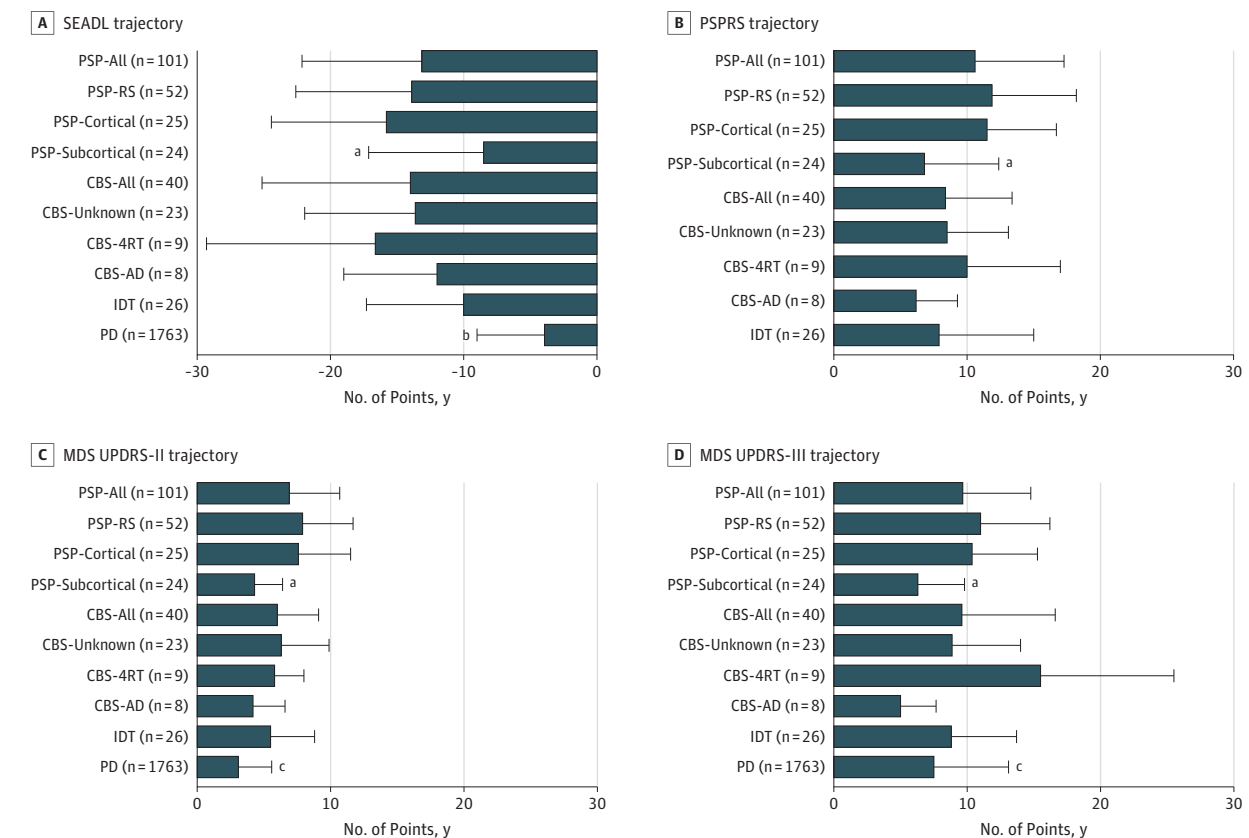 A SEADL trajectory
PSP-All (n=101)
PSP-RS (n=52)
PSP-Cortical (n=25)
PSP-Subcortical (n=24) a
CBS-All (n=40)
CBS-Unknown (n=23)
CBS-4RT (n=9)
CBS-AD (n=8)
IDT (n=26)
PD (n=1763) b
-30 -20 -10 0
No. of Points, y
B PSPRS trajectory
PSP-All (n=101)
PSP-RS (n=52)
PSP-Cortical (n=25)
PSP-Subcortical (n=24) a
CBS-All (n=40)
CBS-Unknown (n=23)
CBS-4RT (n=9)
CBS-AD (n=8)
IDT (n=26)
0 10 20 30
No. of Points, y
C MDS UPDRS-II trajectory
PSP-All (n=101)
PSP-RS (n=52)
PSP-Cortical (n=25)
PSP-Subcortical (n=24) a
CBS-All (n=40)
CBS-Unknown (n=23)
CBS-4RT (n=9)
CBS-AD (n=8)
IDT (n=26)
PD (n=1763) c
0 10 20 30
No. of Points, y
D MDS UPDRS-III trajectory
PSP-All (n=101)
PSP-RS (n=52)
PSP-Cortical (n=25)
PSP-Subcortical (n=24) a
CBS-All (n=40)
CBS-Unknown (n=23)
CBS-4RT (n=9)
CBS-AD (n=8)
IDT (n=26)
PD (n=1763) c
0 10 20 30
No. of Points, y